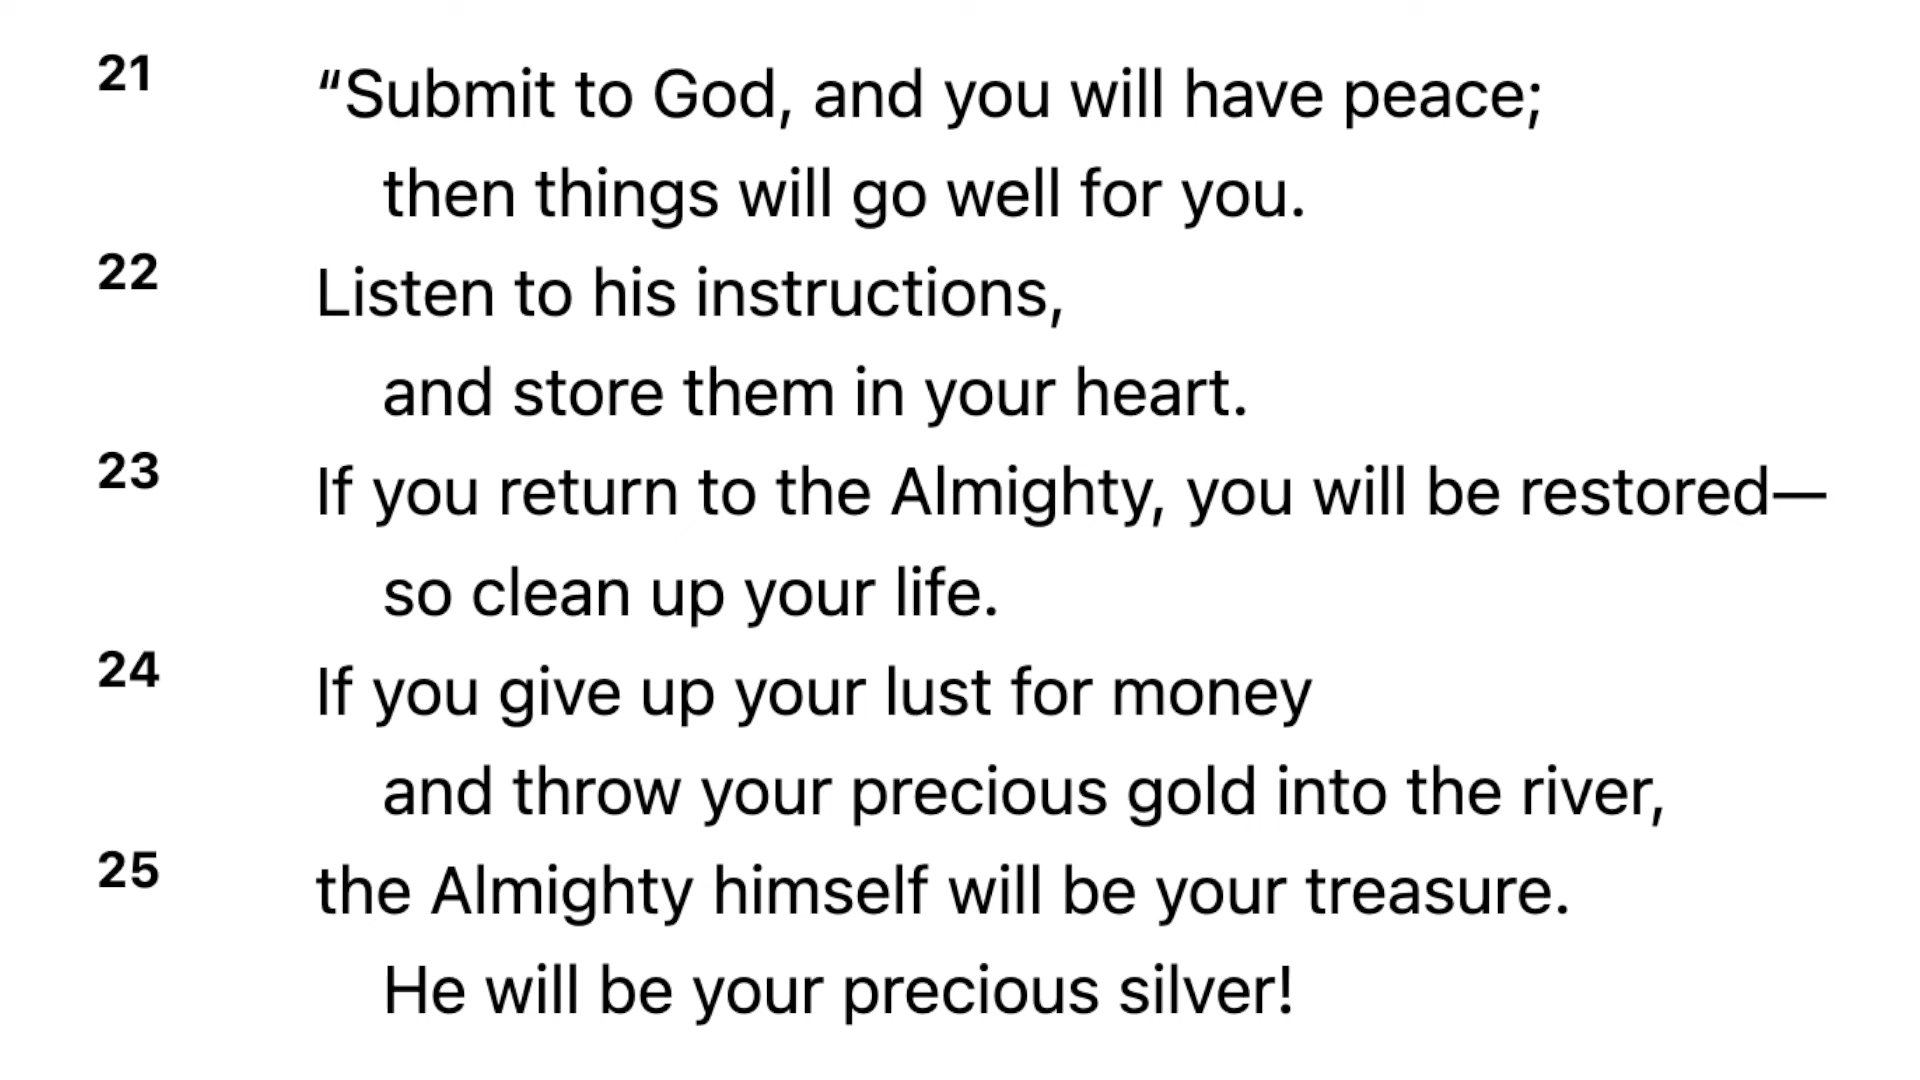 21 “Submit to God, and you will have peace;
then things will go well for you.
22 Listen to his instructions,
and store them in your heart.
23 If you return to the Almighty, you will be restored—
so clean up your life.
24 If you give up your lust for money
and throw your precious gold into the river,
25 the Almighty himself will be your treasure.
He will be your precious silver!